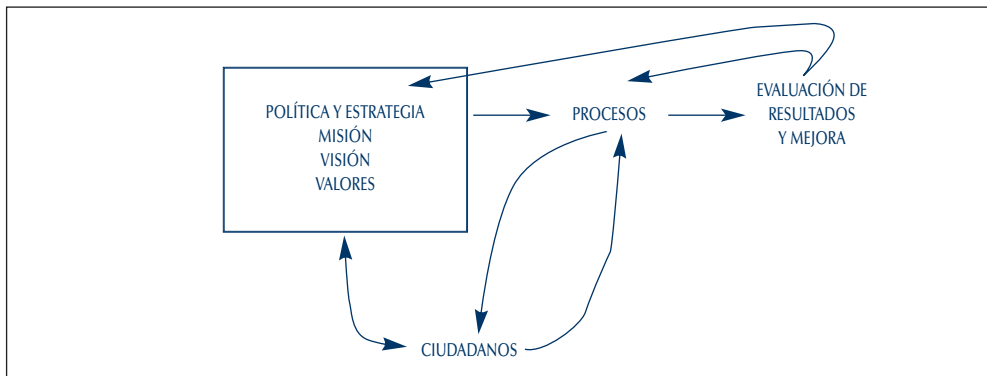 POLÍTICA Y ESTRATEGIA
MISIÓN
VISIÓN
VALORES
PROCESOS
EVALUACIÓN DE
RESULTADOS
Y MEJORA
CIUDADANOS